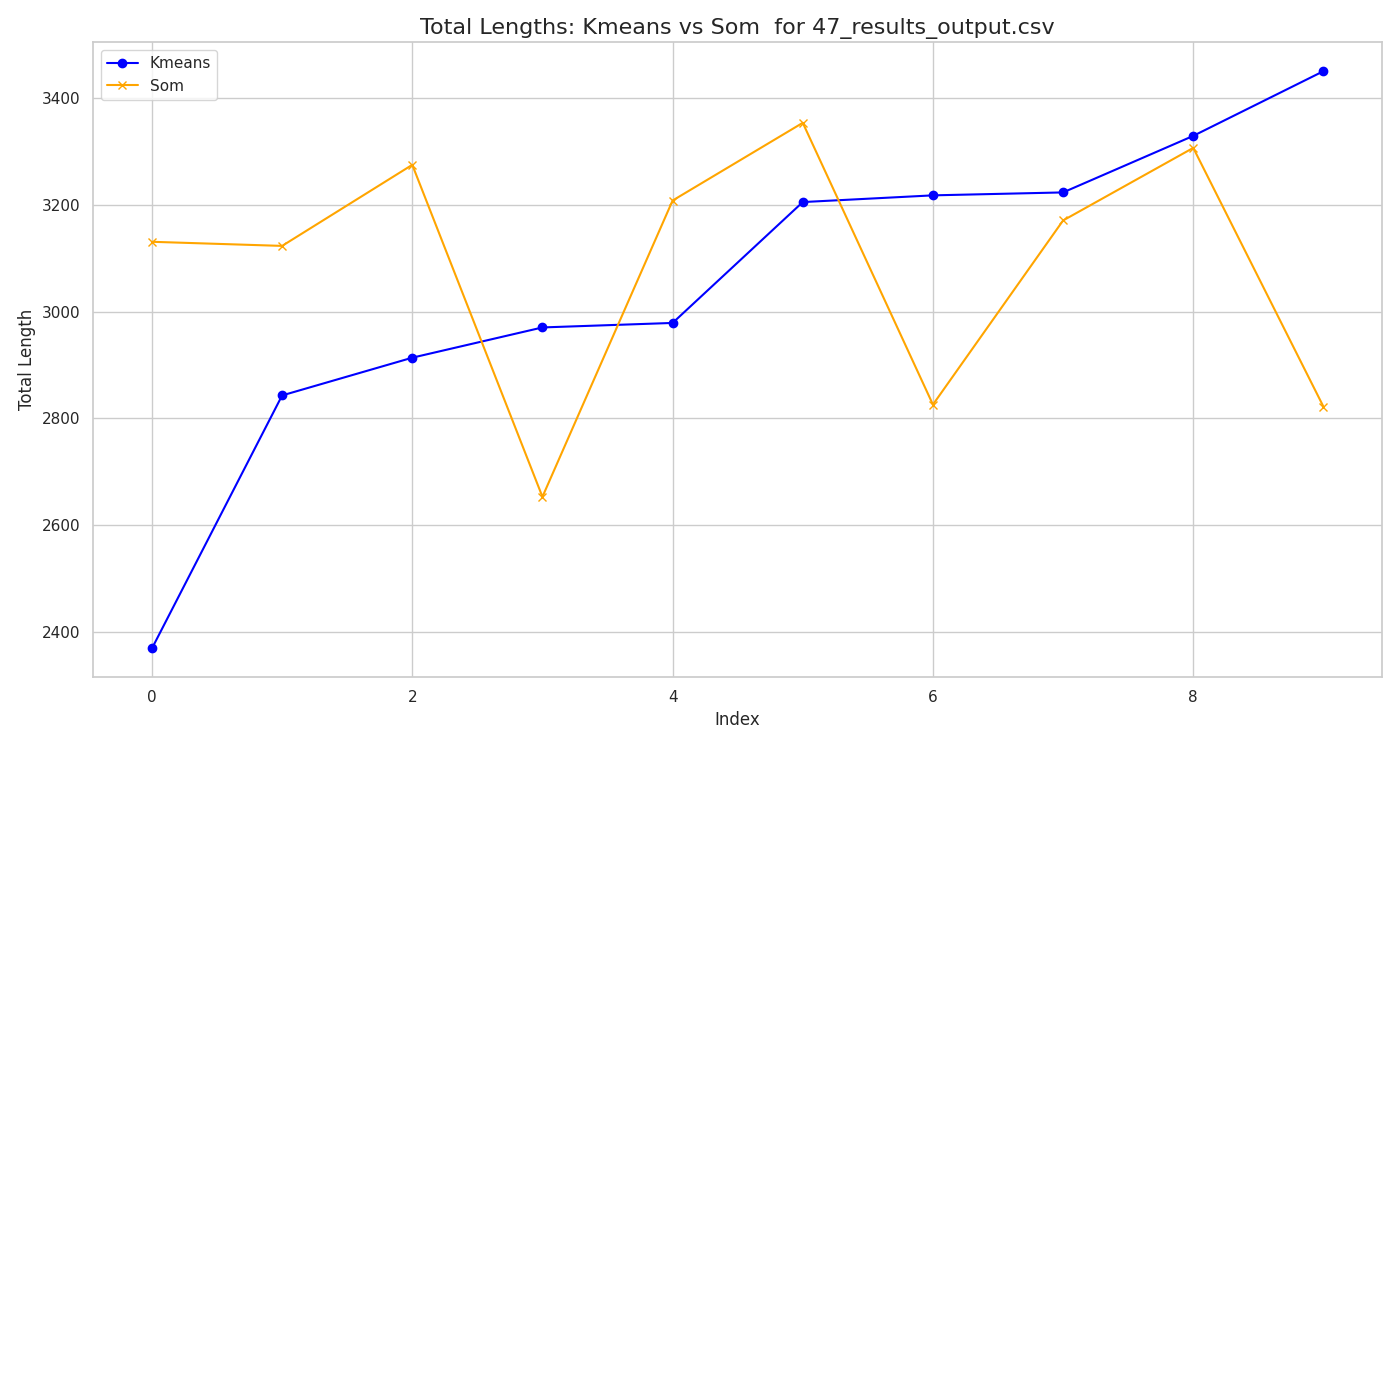 Total Lengths: Kmeans vs Som  for 47_results_output.csv
Kmeans
Som
Total Length
3400
3200
3000
2800
2600
2400
0 2 4 6 8
Index